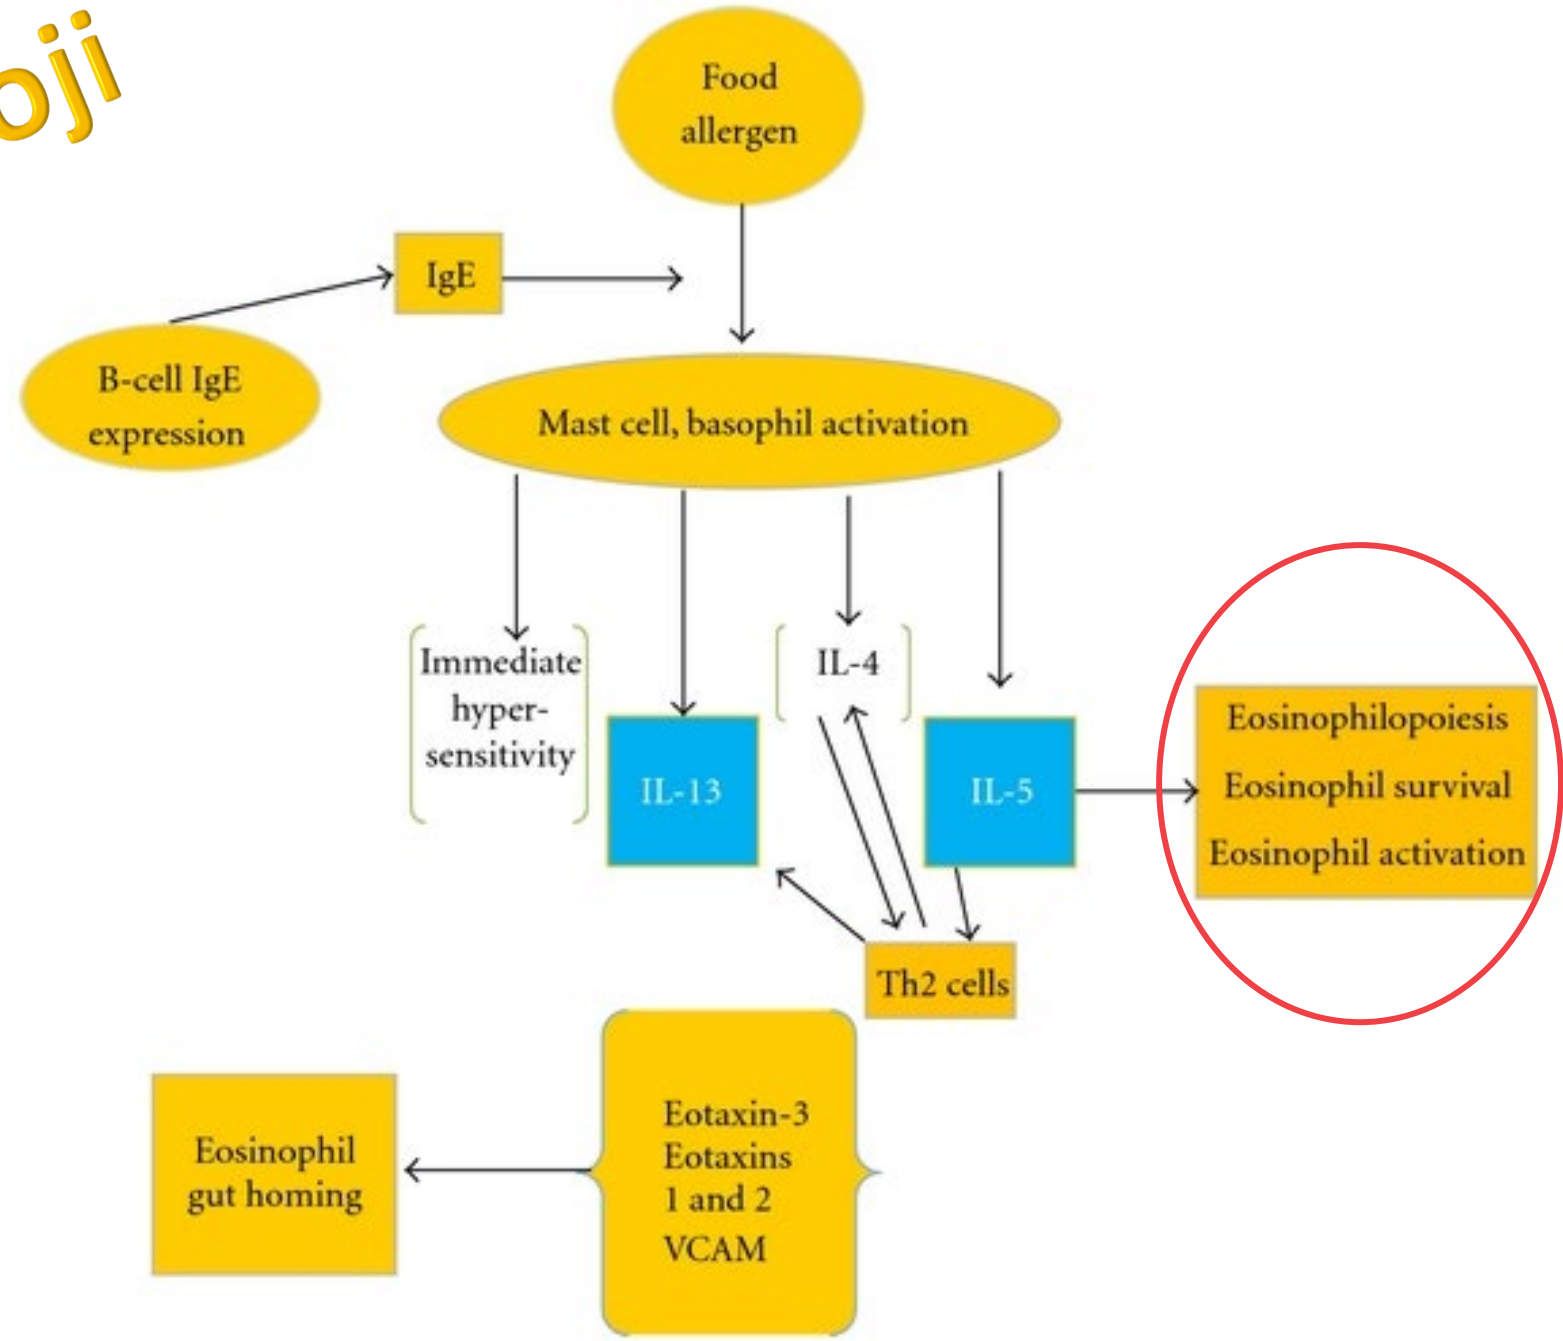 oji
Food
allergen
IgE
B-cell IgE
expression
Mast cell, basophil activation
Immediate
hyper-
sensitivity
IL-13
IL-4
IL-5
Eosinophilopoiesis
Eosinophil survival
Eosinophil activation
Th2 cells
Eotaxin-3
Eotaxins
1 and 2
VCAM
Eosinophil
gut homing